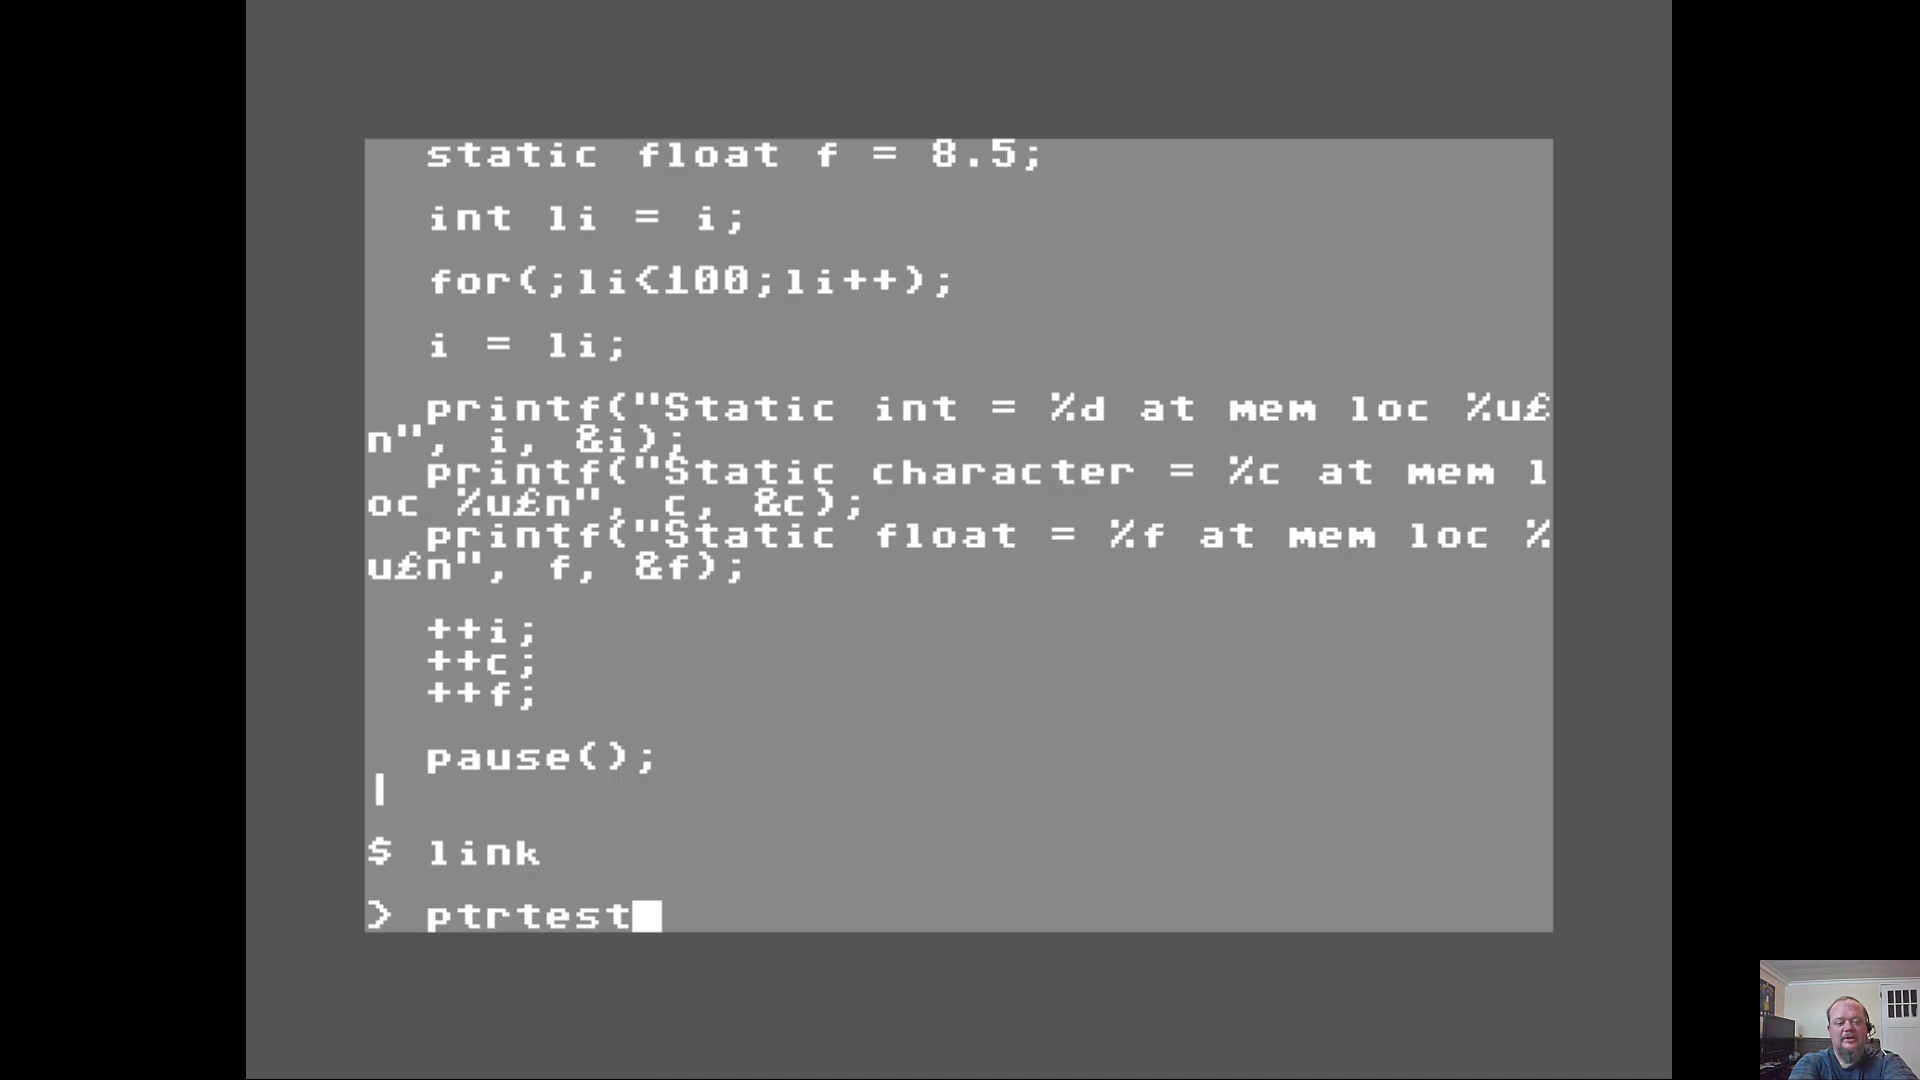 static float f = 8.5;
int li = i;
for(;li<100;li++);
i = li;
printf("Static int = %d at mem loc %u£
n", i, &i);
printf("Static character = %c at mem l
oc %u£n", c, &c);
printf("Static float = %f at mem loc %
u£n", f, &f);
++i;
++c;
++f;
pause();
|
$ link
> ptrtest